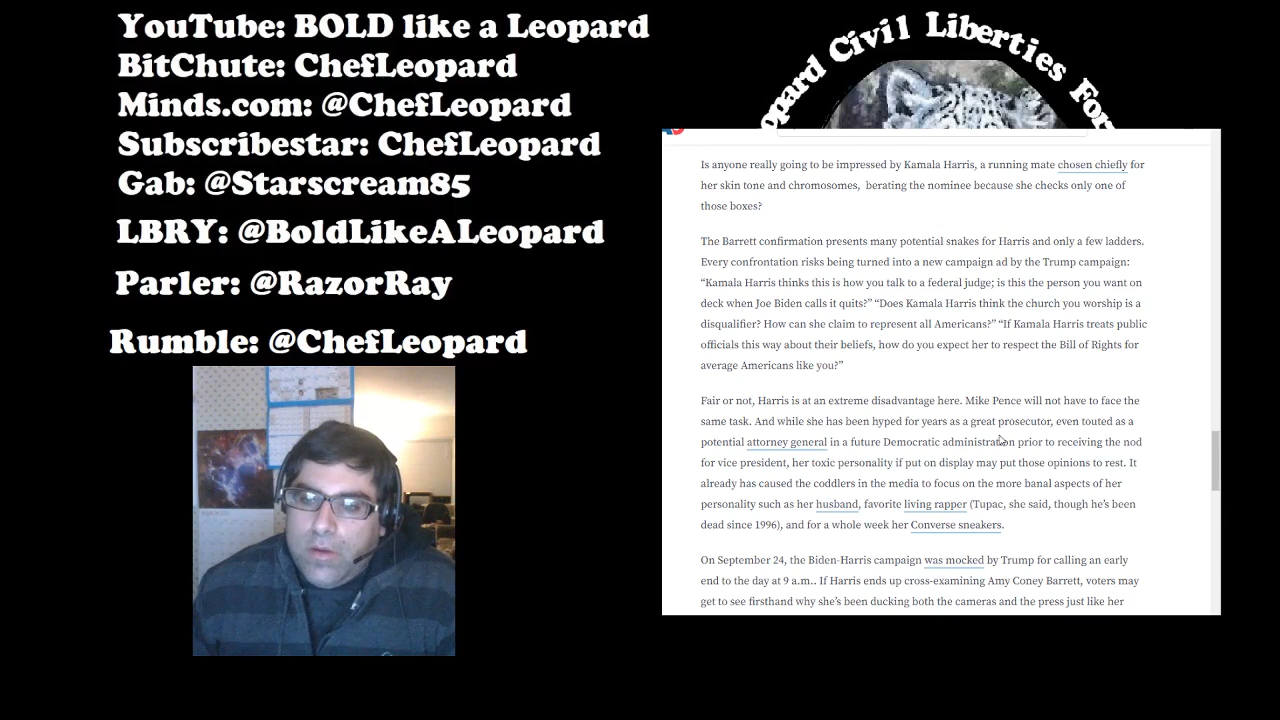 YouTube: BOLD like a Leopard
BitChute: ChefLeopard
Minds.com: @ChefLeopard
Subscribestar: ChefLeopard
Gab: @Starscream85
LBRY: @BoldLikeALeopard
Parler: @RazorRay
Rumble: @ChefLeopard
opard Civil Liberties For
Is anyone really going to be impressed by Kamala Harris, a running mate chosen chiefly for
her skin tone and chromosomes, berating the nominee because she checks only one of
those boxes?
The Barrett confirmation presents many potential snakes for Harris and only a few ladders.
Every confrontation risks being turned into a new campaign ad by the Trump campaign:
“Kamala Harris thinks this is how you talk to a federal judge; is this the person you want on
deck when Joe Biden calls it quits?” “Does Kamala Harris think the church you worship is a
disqualifier? How can she claim to represent all Americans?” “If Kamala Harris treats public
officials this way about their beliefs, how do you expect her to respect the Bill of Rights for
average Americans like you?”
Fair or not, Harris is at an extreme disadvantage here. Mike Pence will not have to face the
same task. And while she has been hyped for years as a great prosecutor, even touted as a
potential attorney general in a future Democratic administration prior to receiving the nod
for vice president, her toxic personality if put on display may put those opinions to rest. It
already has caused the coddlers in the media to focus on the more banal aspects of her
personality such as her husband, favorite living rapper (Tupac, she said, though he’s been
dead since 1996), and for a whole week her Converse sneakers.
On September 24, the Biden-Harris campaign was mocked by Trump for calling an early
end to the day at 9 a.m.. If Harris ends up cross-examining Amy Coney Barrett, voters may
get to see firsthand why she’s been ducking both the cameras and the press just like her